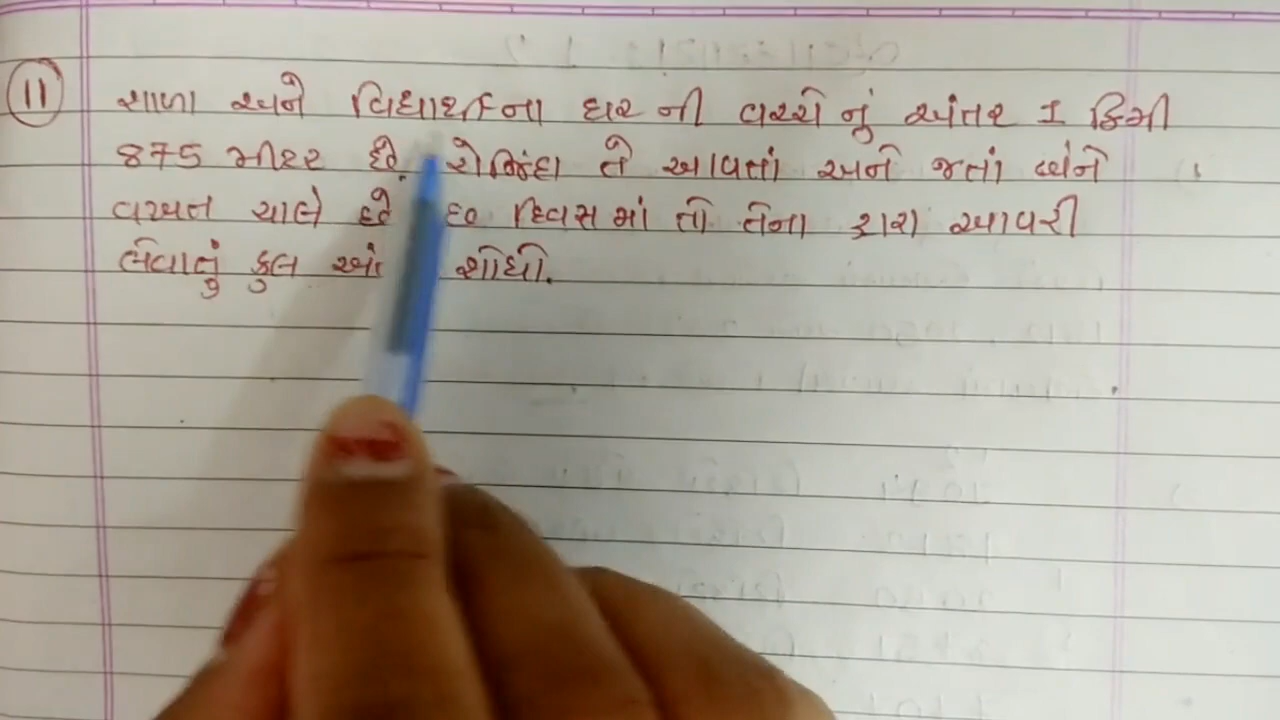 11 શાળા અને વિદ્યાર્થીના ઘર ની વચ્ચે નું અંતર 1 કિમી
875 મીટર છે. રોજિંદા તે આવતાં અને જતાં બંને
વખત ચાલે છે દિવસ માં તો તેના દ્વારા આવરી
લેવાનું કુલ શોધો.